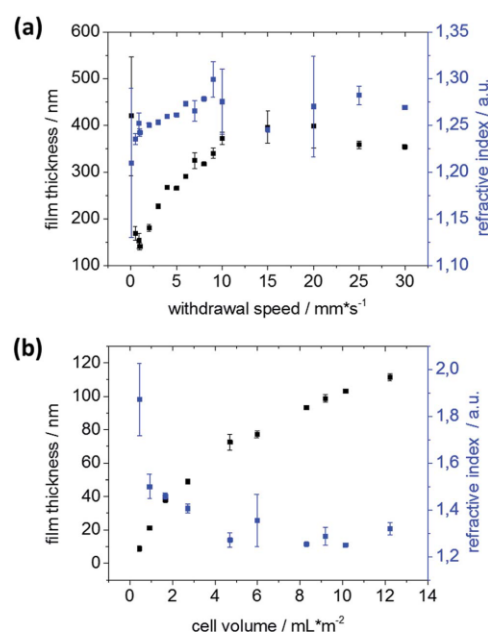 (a)
film thickness / nm
600
500
400
300
200
100
0 5 10 15 20 25 30
withdrawal speed / mm*s⁻¹
1,35
1,30
1,25
1,20
1,15
1,10
refractive index / a.u.
(b)
film thickness / nm
120
100
80
60
40
20
0
0 2 4 6 8 10 12 14
cell volume / mL*m⁻²
2,0
1,8
1,6
1,4
1,2
refractive index / a.u.